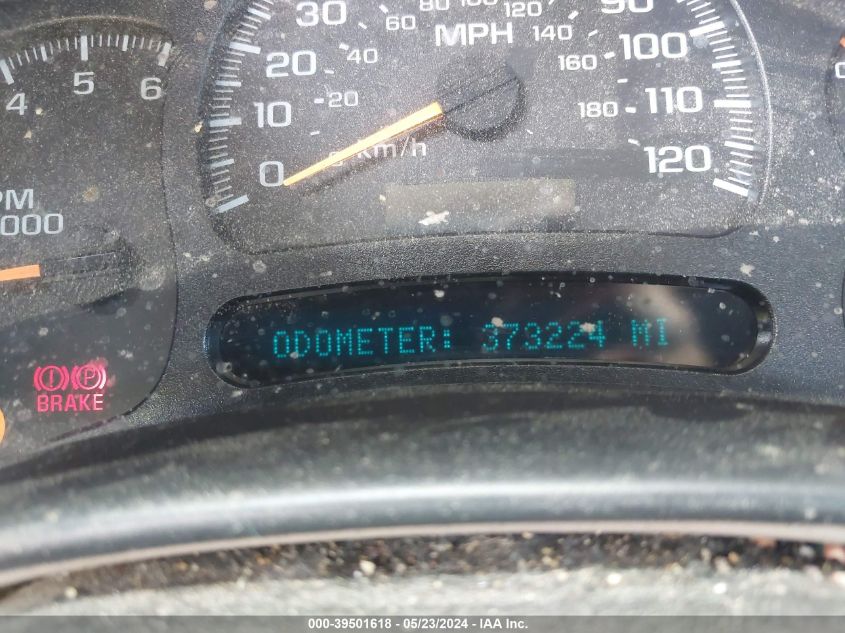 30 60 80 100 120 90
MPH 140 100
20 40 160
10 20 180 110
0 km/h 120
4 5 6
000
ODOMETER: 373224 MI
BRAKE
000-39501618 - 05/23/2024 - IAA Inc.